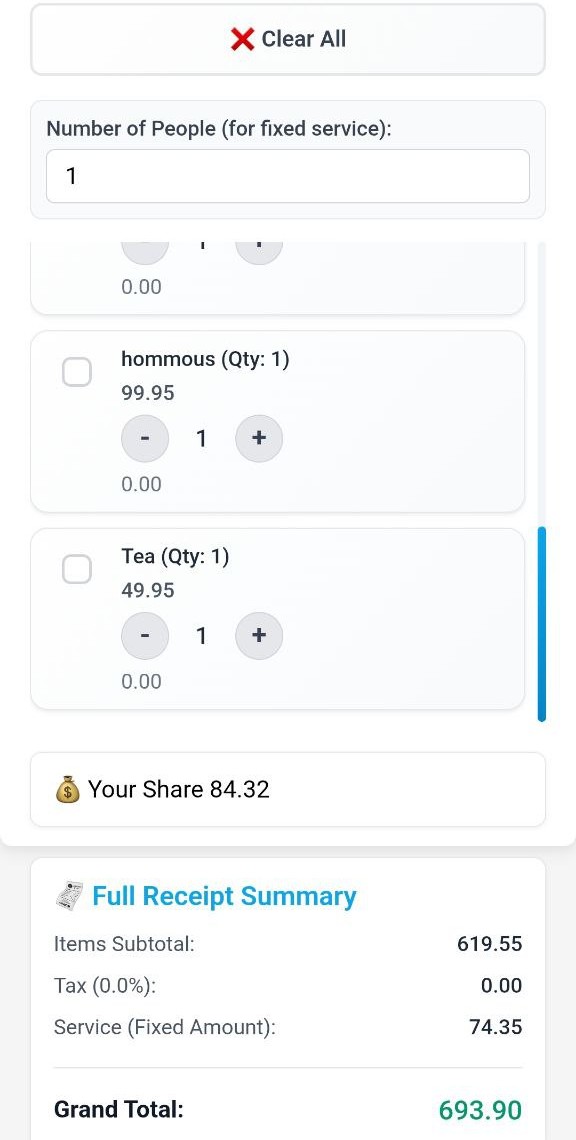 Clear All
Number of People (for fixed service):
1
0.00
hommous (Qty: 1)
99.95
- 1 +
0.00
Tea (Qty: 1)
49.95
- 1 +
0.00
Your Share 84.32
Full Receipt Summary
Items Subtotal: 619.55
Tax (0.0%): 0.00
Service (Fixed Amount): 74.35
Grand Total: 693.90